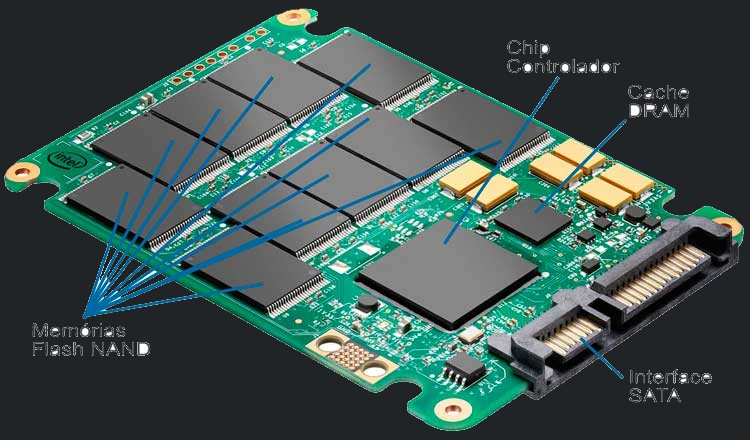 Chip
Controlador
Cache
DRAM
intel
Memórias
Flash NAND
Interface
SATA